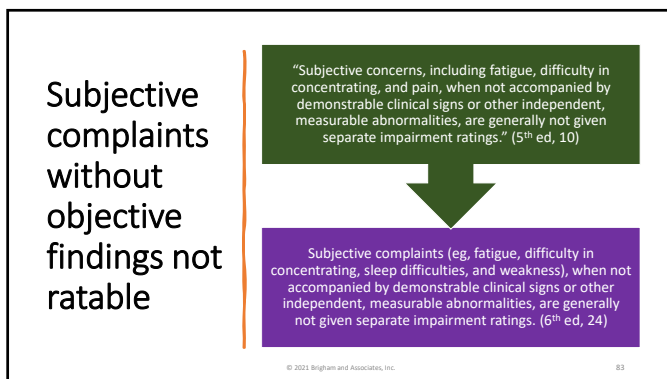 Subjective
complaints
without
objective
findings not
ratable
“Subjective concerns, including fatigue, difficulty in
concentrating, and pain, when not accompanied by
demonstrable clinical signs or other independent,
measurable abnormalities, are generally not given
separate impairment ratings.” (5th ed, 10)
Subjective complaints (eg, fatigue, difficulty in
concentrating, sleep difficulties, and weakness), when not
accompanied by demonstrable clinical signs or other
independent, measurable abnormalities, are generally
not given separate impairment ratings. (6th ed, 24)
© 2021 Brigham and Associates, Inc.
83